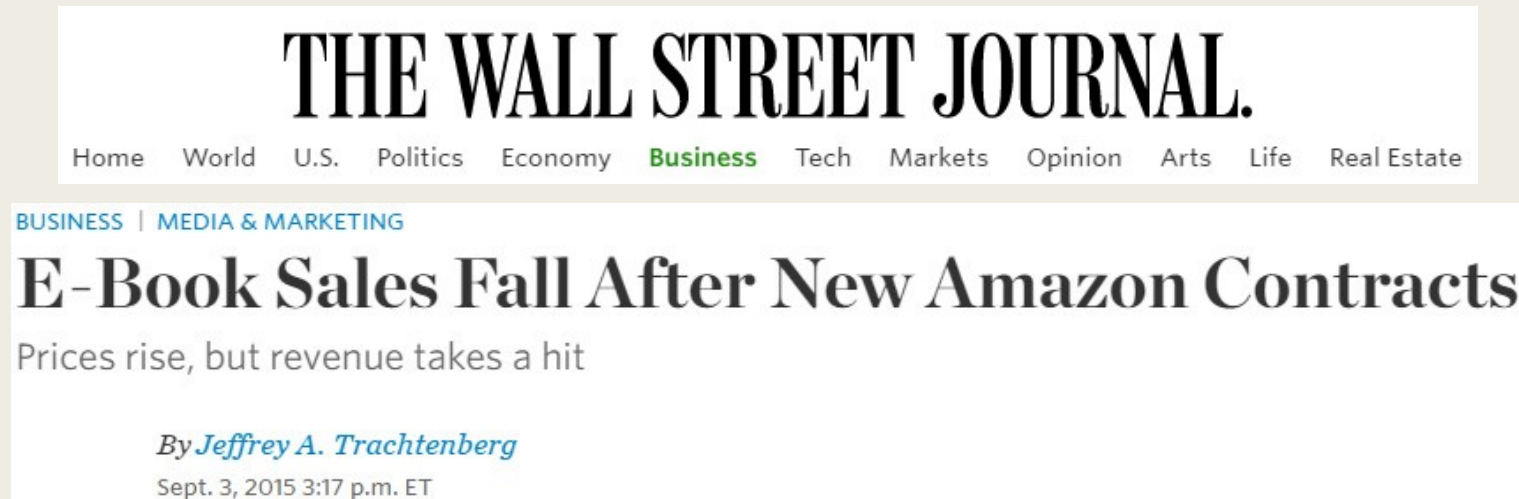 THE WALL STREET JOURNAL.
Home World U.S. Politics Economy Business Tech Markets Opinion Arts Life Real Estate
BUSINESS | MEDIA & MARKETING
E-Book Sales Fall After New Amazon Contracts
Prices rise, but revenue takes a hit
By Jeffrey A. Trachtenberg
Sept. 3, 2015 3:17 p.m. ET